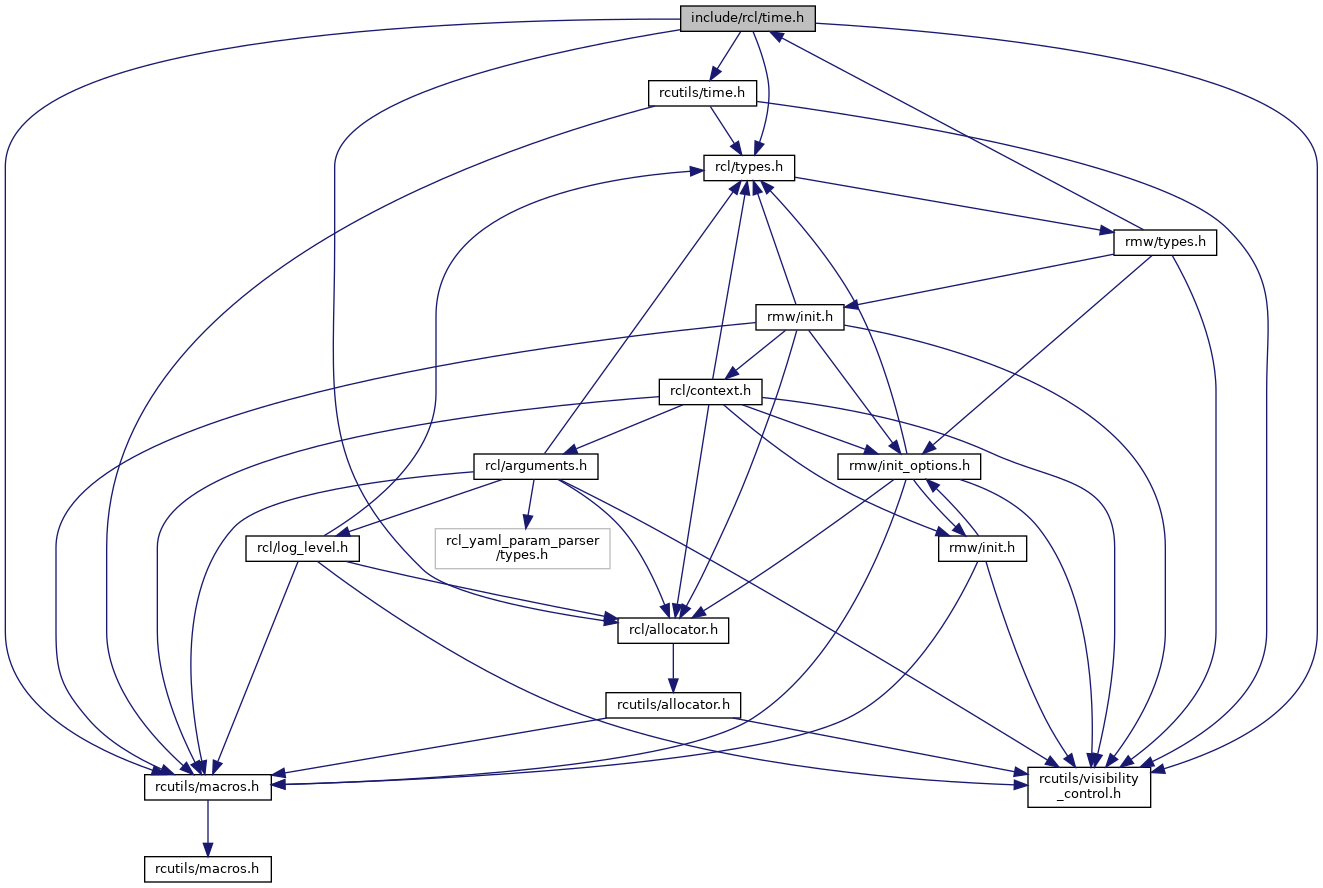 include/rcl/time.h
rcutils/time.h
rcl/types.h
rmw/types.h
rmw/init.h
rcl/context.h
rcl/arguments.h
rmw/init_options.h
rcl/log_level.h
rcl_yaml_param_parser
/types.h
rmw/init.h
rcl/allocator.h
rcutils/allocator.h
rcutils/macros.h
rcutils/visibility
_control.h
rcutils/macros.h